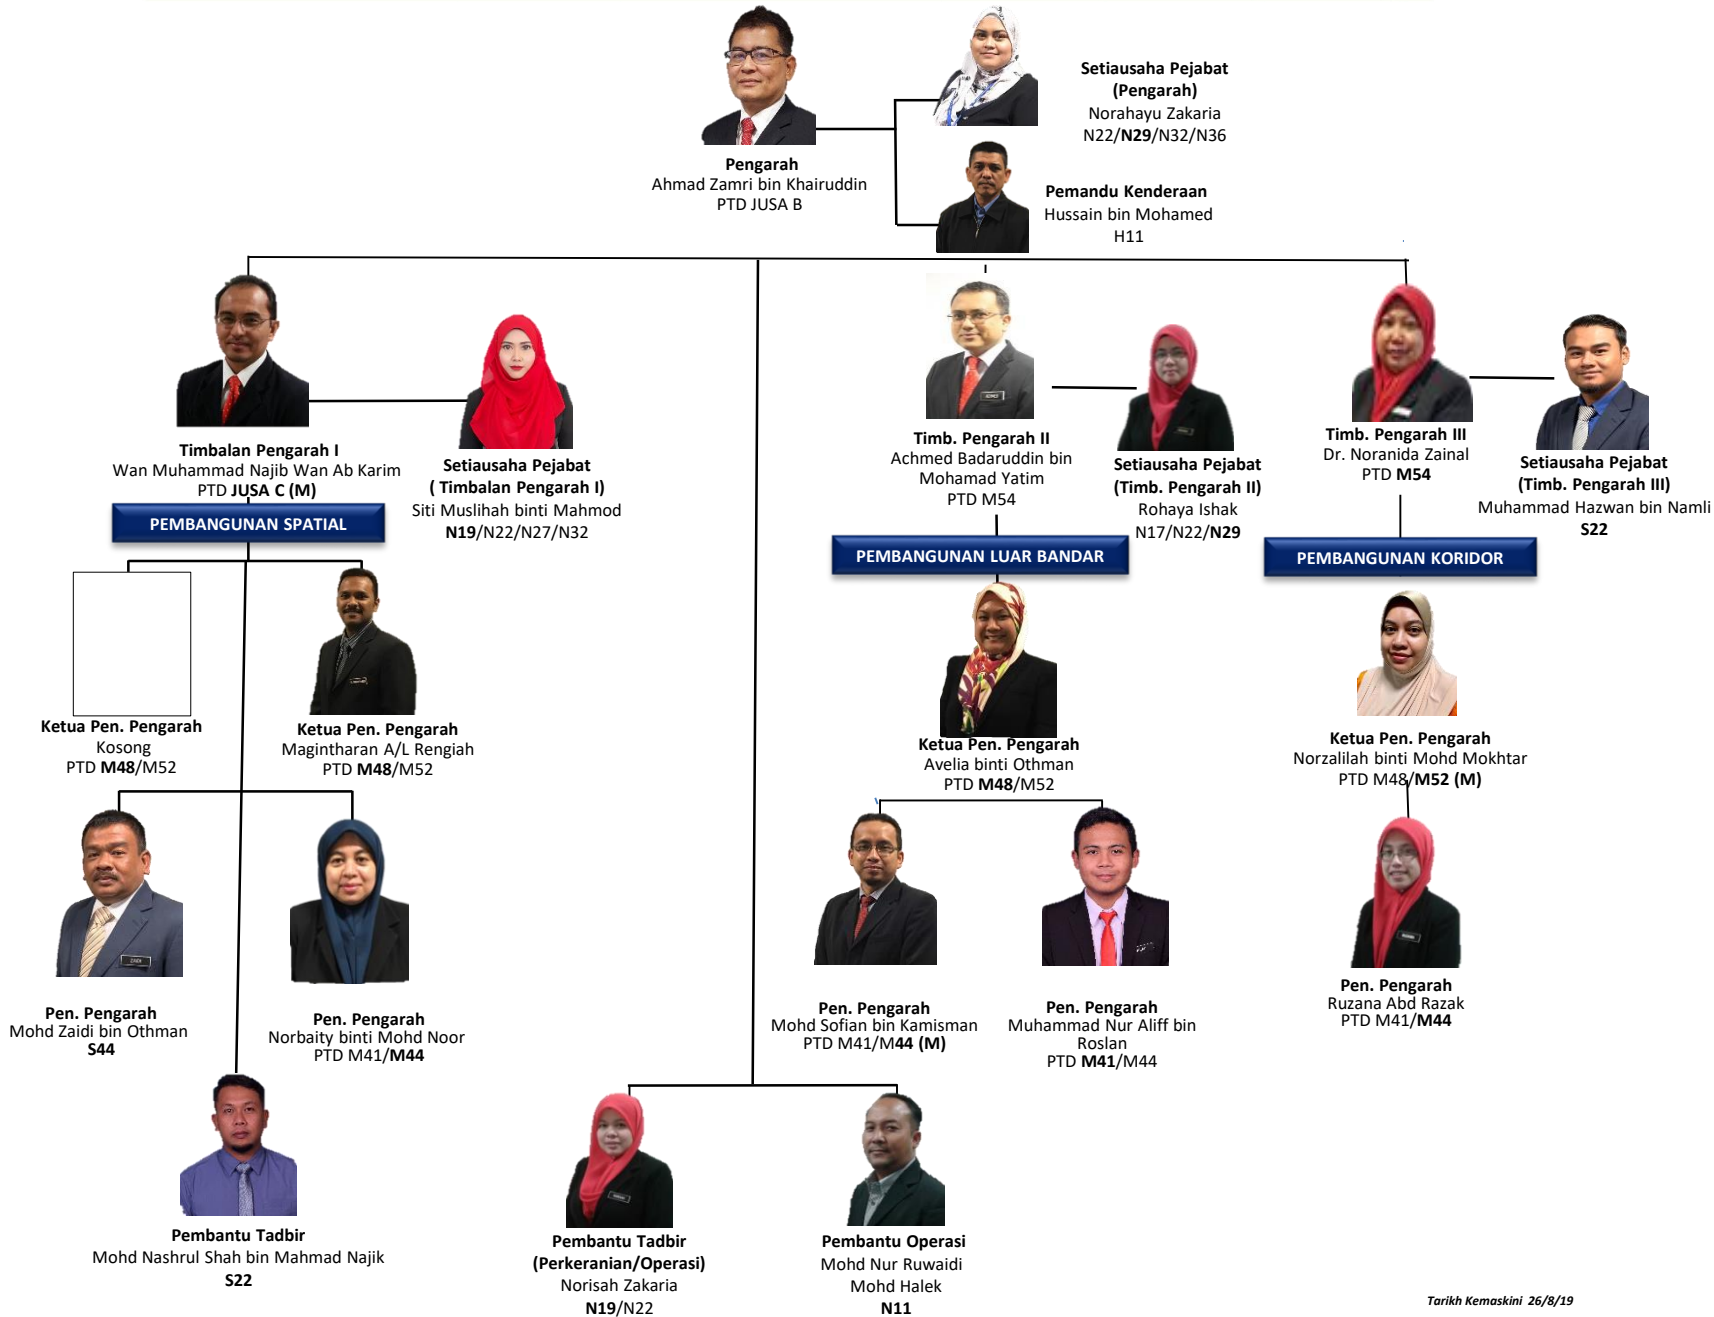 Setiausaha Pejabat
(Pengarah)
Norahayu Zakaria
N22/N29/N32/N36
Pengarah
Ahmad Zamri bin Khairuddin
PTD JUSA B
Pemandu Kenderaan
Hussain bin Mohamed
H11
Timbalan Pengarah I
Wan Muhammad Najib Wan Ab Karim
PTD JUSA C (M)
Setiausaha Pejabat
( Timbalan Pengarah I)
Siti Muslihah binti Mahmod
N19/N22/N27/N32
Timb. Pengarah II
Achmed Badaruddin bin
Mohamad Yatim
PTD M54
Setiausaha Pejabat
(Timb. Pengarah II)
Rohaya Ishak
N17/N22/N29
Timb. Pengarah III
Dr. Noranida Zainal
PTD M54
Setiausaha Pejabat
(Timb. Pengarah III)
Muhammad Hazwan bin Namli
S22
PEMBANGUNAN SPATIAL
PEMBANGUNAN LUAR BANDAR
PEMBANGUNAN KORIDOR
Ketua Pen. Pengarah
Kosong
PTD M48/M52
Ketua Pen. Pengarah
Magintharan A/L Rengiah
PTD M48/M52
Ketua Pen. Pengarah
Avelia binti Othman
PTD M48/M52
Ketua Pen. Pengarah
Norzalilah binti Mohd Mokhtar
PTD M48/M52 (M)
Pen. Pengarah
Mohd Zaidi bin Othman
S44
Pen. Pengarah
Norbaity binti Mohd Noor
PTD M41/M44
Pen. Pengarah
Mohd Sofian bin Kamisman
PTD M41/M44 (M)
Pen. Pengarah
Muhammad Nur Aliff bin
Roslan
PTD M41/M44
Pen. Pengarah
Ruzana Abd Razak
PTD M41/M44
Pembantu Tadbir
Mohd Nashrul Shah bin Mahmad Najik
S22
Pembantu Tadbir
(Perkeranian/Operasi)
Norisah Zakaria
N19/N22
Pembantu Operasi
Mohd Nur Ruwaidi
Mohd Halek
N11
Tarikh Kemaskini 26/8/19